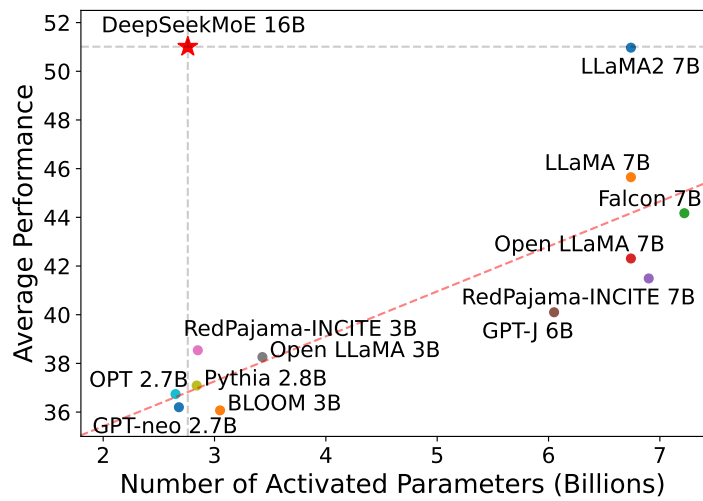 52
DeepSeekMoE 16B
50
LLaMA2 7B
48
46
LLaMA 7B
44
Falcon 7B
Open LLaMA 7B
42
RedPajama-INCITE 7B
40
GPT-J 6B
RedPajama-INCITE 3B
Open LLaMA 3B
38
OPT 2.7B
Pythia 2.8B
BLOOM 3B
36
GPT-neo 2.7B
2
3
4
5
6
7
Average Performance
Number of Activated Parameters (Billions)